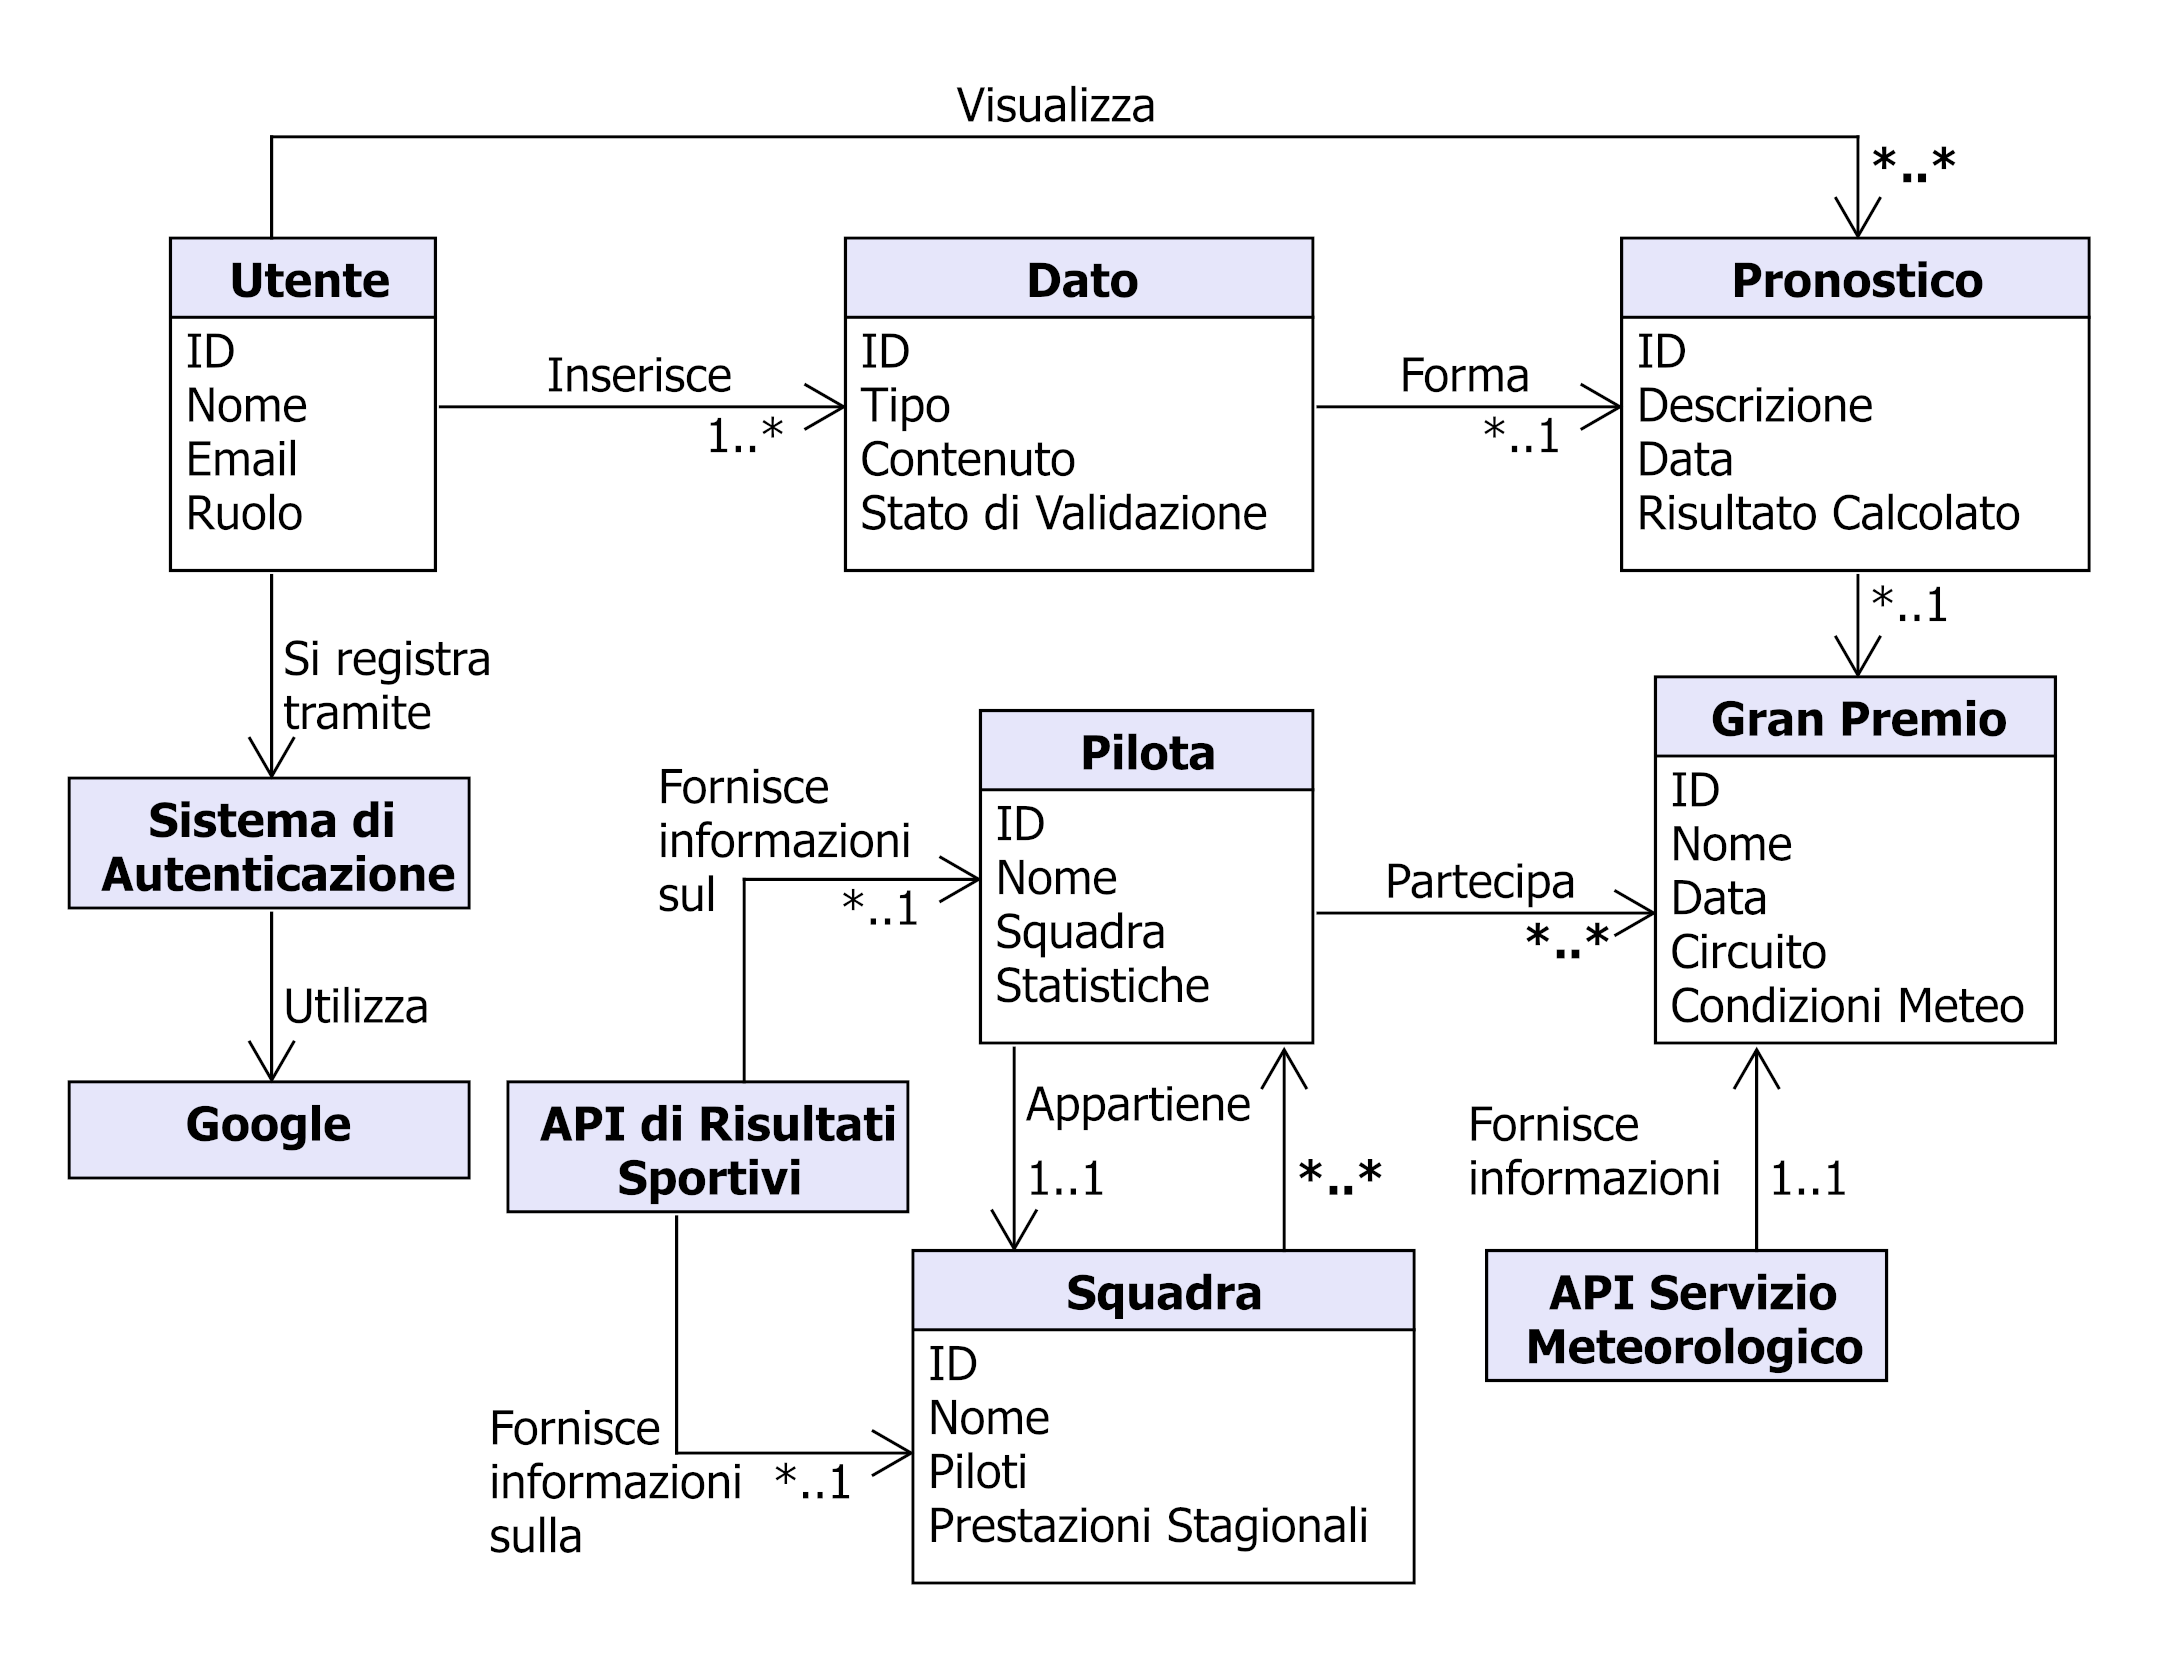 Visualizza
*..*
Utente
ID
Nome
Email
Ruolo
Inserisce
1..*
Dato
ID
Tipo
Contenuto
Stato di Validazione
Forma
*..1
Pronostico
ID
Descrizione
Data
Risultato Calcolato
*..1
Si registra
tramite
Sistema di
Autenticazione
Utilizza
Google
Fornisce
informazioni
sul
*..1
Pilota
ID
Nome
Squadra
Statistiche
Partecipa
*..*
Gran Premio
ID
Nome
Data
Circuito
Condizioni Meteo
API di Risultati
Sportivi
Appartiene
1..1
*..*
Fornisce
informazioni
1..1
API Servizio
Meteorologico
Fornisce
informazioni
sulla
*..1
Squadra
ID
Nome
Piloti
Prestazioni Stagionali